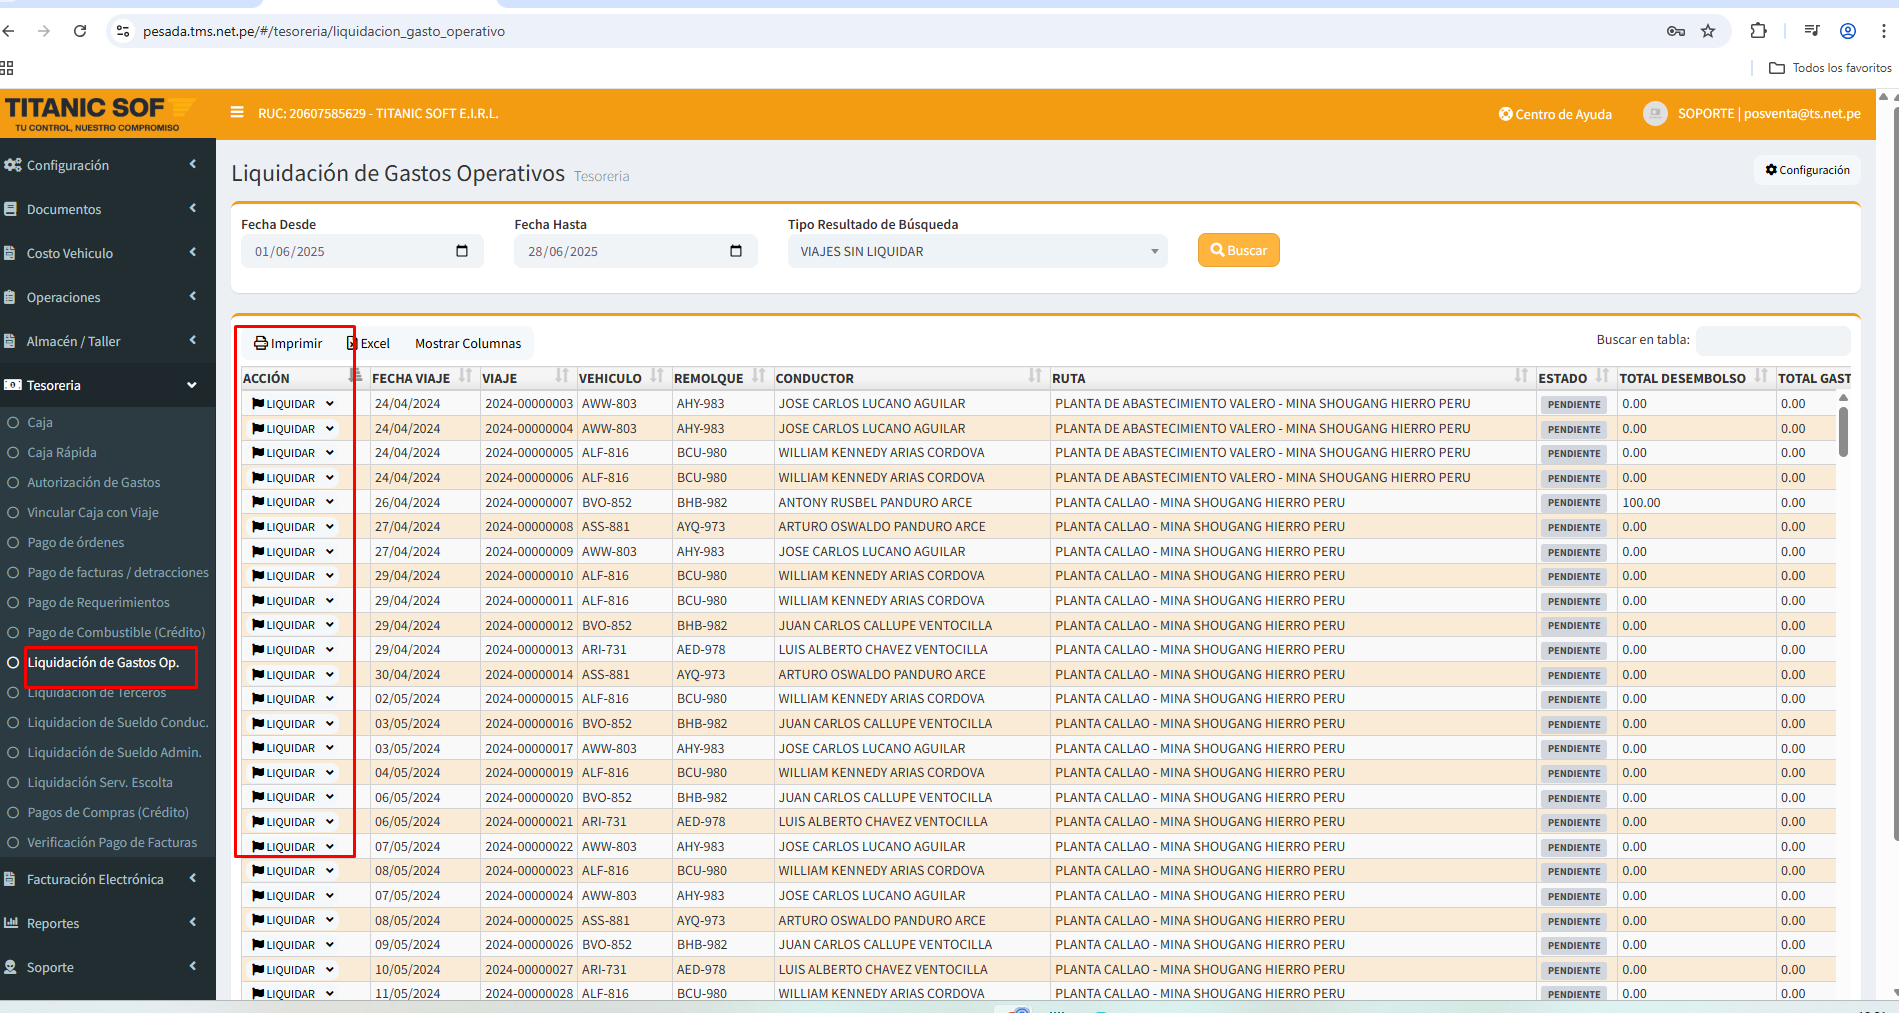 pesada.tms.net.pe/#/tesoreria/liquidacion_gasto_operativo
Todos los favoritos
TITANIC SOF
TU CONTROL, NUESTRO COMPROMISO
RUC: 20607585629 - TITANIC SOFT E.I.R.L.
Centro de Ayuda
SOPORTE | posventa@ts.net.pe
Configuración
Documentos
Costo Vehiculo
Operaciones
Almacén / Taller
Tesoreria
Caja
Caja Rápida
Autorización de Gastos
Vincular Caja con Viaje
Pago de órdenes
Pago de facturas / detracciones
Pago de Requerimientos
Pago de Combustible (Crédito)
Liquidación de Gastos Op.
Liquidación de Terceros
Liquidacion de Sueldo Conduc.
Liquidación de Sueldo Admin.
Liquidación Serv. Escolta
Pagos de Compras (Crédito)
Verificación Pago de Facturas
Facturación Electrónica
Reportes
Soporte
Liquidación de Gastos Operativos Tesoreria
Configuración
Fecha Desde Fecha Hasta Tipo Resultado de Búsqueda
01/06/2025 28/06/2025 VIAJES SIN LIQUIDAR Buscar
Imprimir Excel Mostrar Columnas Buscar en tabla:
ACCIÓN FECHA VIAJE VIAJE VEHICULO REMOLQUE CONDUCTOR RUTA ESTADO TOTAL DESEMBOLSO TOTAL GAST
LIQUIDAR 24/04/2024 2024-00000003 AWW-803 AHY-983 JOSE CARLOS LUCANO AGUILAR PLANTA DE ABASTECIMIENTO VALERO - MINA SHOUGANG HIERRO PERU PENDIENTE 0.00 0.00
LIQUIDAR 24/04/2024 2024-00000004 AWW-803 AHY-983 JOSE CARLOS LUCANO AGUILAR PLANTA DE ABASTECIMIENTO VALERO - MINA SHOUGANG HIERRO PERU PENDIENTE 0.00 0.00
LIQUIDAR 24/04/2024 2024-00000005 ALF-816 BCU-980 WILLIAM KENNEDY ARIAS CORDOVA PLANTA DE ABASTECIMIENTO VALERO - MINA SHOUGANG HIERRO PERU PENDIENTE 0.00 0.00
LIQUIDAR 24/04/2024 2024-00000006 ALF-816 BCU-980 WILLIAM KENNEDY ARIAS CORDOVA PLANTA DE ABASTECIMIENTO VALERO - MINA SHOUGANG HIERRO PERU PENDIENTE 0.00 0.00
LIQUIDAR 26/04/2024 2024-00000007 BVO-852 BHB-982 ANTONY RUSBEL PANDURO ARCE PLANTA CALLAO - MINA SHOUGANG HIERRO PERU PENDIENTE 100.00 0.00
LIQUIDAR 27/04/2024 2024-00000008 ASS-881 AYQ-973 ARTURO OSWALDO PANDURO ARCE PLANTA CALLAO - MINA SHOUGANG HIERRO PERU PENDIENTE 0.00 0.00
LIQUIDAR 27/04/2024 2024-00000009 AWW-803 AHY-983 JOSE CARLOS LUCANO AGUILAR PLANTA CALLAO - MINA SHOUGANG HIERRO PERU PENDIENTE 0.00 0.00
LIQUIDAR 29/04/2024 2024-00000010 ALF-816 BCU-980 WILLIAM KENNEDY ARIAS CORDOVA PLANTA CALLAO - MINA SHOUGANG HIERRO PERU PENDIENTE 0.00 0.00
LIQUIDAR 29/04/2024 2024-00000011 ALF-816 BCU-980 WILLIAM KENNEDY ARIAS CORDOVA PLANTA CALLAO - MINA SHOUGANG HIERRO PERU PENDIENTE 0.00 0.00
LIQUIDAR 29/04/2024 2024-00000012 BVO-852 BHB-982 JUAN CARLOS CALLUPE VENTOCILLA PLANTA CALLAO - MINA SHOUGANG HIERRO PERU PENDIENTE 0.00 0.00
LIQUIDAR 29/04/2024 2024-00000013 ARI-731 AED-978 LUIS ALBERTO CHAVEZ VENTOCILLA PLANTA CALLAO - MINA SHOUGANG HIERRO PERU PENDIENTE 0.00 0.00
LIQUIDAR 30/04/2024 2024-00000014 ASS-881 AYQ-973 ARTURO OSWALDO PANDURO ARCE PLANTA CALLAO - MINA SHOUGANG HIERRO PERU PENDIENTE 0.00 0.00
LIQUIDAR 02/05/2024 2024-00000015 ALF-816 BCU-980 WILLIAM KENNEDY ARIAS CORDOVA PLANTA CALLAO - MINA SHOUGANG HIERRO PERU PENDIENTE 0.00 0.00
LIQUIDAR 03/05/2024 2024-00000016 BVO-852 BHB-982 JUAN CARLOS CALLUPE VENTOCILLA PLANTA CALLAO - MINA SHOUGANG HIERRO PERU PENDIENTE 0.00 0.00
LIQUIDAR 03/05/2024 2024-00000017 AWW-803 AHY-983 JOSE CARLOS LUCANO AGUILAR PLANTA CALLAO - MINA SHOUGANG HIERRO PERU PENDIENTE 0.00 0.00
LIQUIDAR 04/05/2024 2024-00000019 ALF-816 BCU-980 WILLIAM KENNEDY ARIAS CORDOVA PLANTA CALLAO - MINA SHOUGANG HIERRO PERU PENDIENTE 0.00 0.00
LIQUIDAR 06/05/2024 2024-00000020 BVO-852 BHB-982 JUAN CARLOS CALLUPE VENTOCILLA PLANTA CALLAO - MINA SHOUGANG HIERRO PERU PENDIENTE 0.00 0.00
LIQUIDAR 06/05/2024 2024-00000021 ARI-731 AED-978 LUIS ALBERTO CHAVEZ VENTOCILLA PLANTA CALLAO - MINA SHOUGANG HIERRO PERU PENDIENTE 0.00 0.00
LIQUIDAR 07/05/2024 2024-00000022 AWW-803 AHY-983 JOSE CARLOS LUCANO AGUILAR PLANTA CALLAO - MINA SHOUGANG HIERRO PERU PENDIENTE 0.00 0.00
LIQUIDAR 08/05/2024 2024-00000023 ALF-816 BCU-980 WILLIAM KENNEDY ARIAS CORDOVA PLANTA CALLAO - MINA SHOUGANG HIERRO PERU PENDIENTE 0.00 0.00
LIQUIDAR 07/05/2024 2024-00000024 AWW-803 AHY-983 JOSE CARLOS LUCANO AGUILAR PLANTA CALLAO - MINA SHOUGANG HIERRO PERU PENDIENTE 0.00 0.00
LIQUIDAR 08/05/2024 2024-00000025 ASS-881 AYQ-973 ARTURO OSWALDO PANDURO ARCE PLANTA CALLAO - MINA SHOUGANG HIERRO PERU PENDIENTE 0.00 0.00
LIQUIDAR 09/05/2024 2024-00000026 BVO-852 BHB-982 JUAN CARLOS CALLUPE VENTOCILLA PLANTA CALLAO - MINA SHOUGANG HIERRO PERU PENDIENTE 0.00 0.00
LIQUIDAR 10/05/2024 2024-00000027 ARI-731 AED-978 LUIS ALBERTO CHAVEZ VENTOCILLA PLANTA CALLAO - MINA SHOUGANG HIERRO PERU PENDIENTE 0.00 0.00
LIQUIDAR 11/05/2024 2024-00000028 ALF-816 BCU-980 WILLIAM KENNEDY ARIAS CORDOVA PLANTA CALLAO - MINA SHOUGANG HIERRO PERU PENDIENTE 0.00 0.00